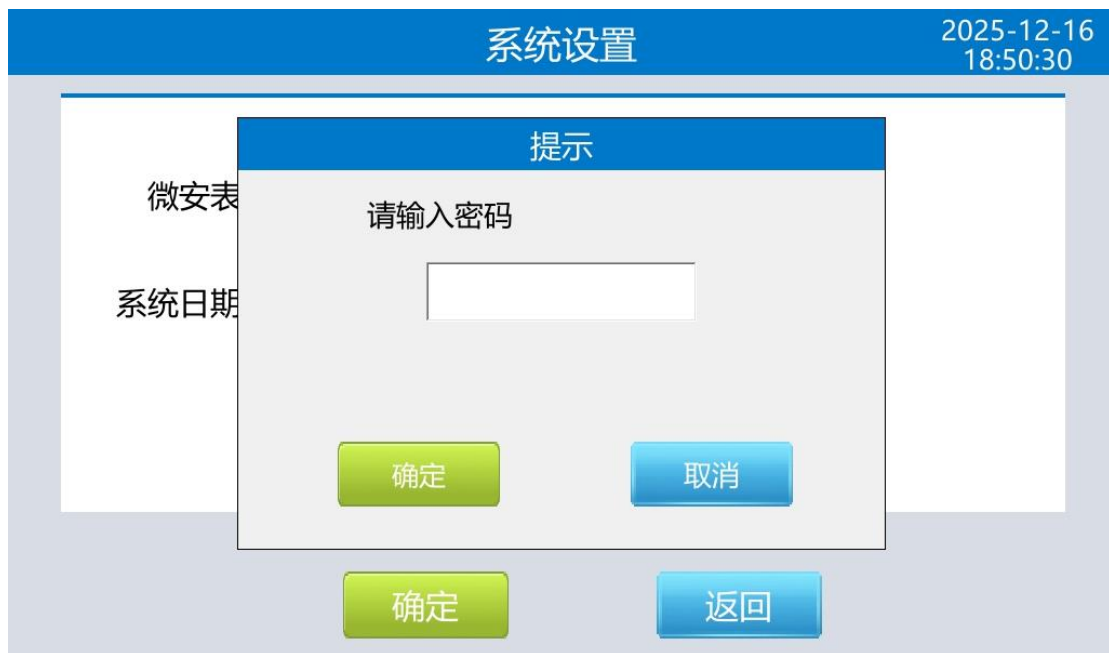 系统设置
2025-12-16
18:50:30
提示
微安表
请输入密码
系统日期
确定
取消
确定
返回